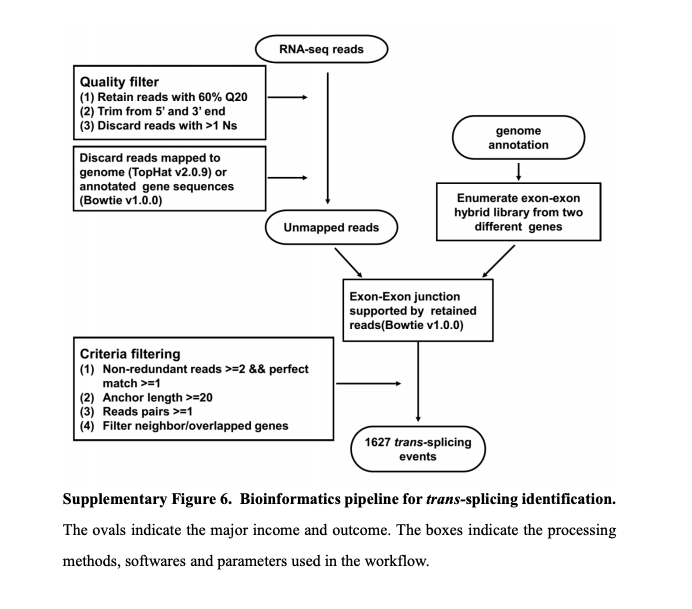 RNA-seq reads
Quality filter
(1) Retain reads with 60% Q20
(2) Trim from 5’ and 3’ end
(3) Discard reads with >1 Ns
Discard reads mapped to
genome (TopHat v2.0.9) or
annotated gene sequences
(Bowtie v1.0.0)
Unmapped reads
genome
annotation
Enumerate exon-exon
hybrid library from two
different genes
Exon-Exon junction
supported by retained
reads(Bowtie v1.0.0)
Criteria filtering
(1) Non-redundant reads >=2 && perfect
match >=1
(2) Anchor length >=20
(3) Reads pairs >=1
(4) Filter neighbor/overlapped genes
1627 trans-splicing
events
Supplementary Figure 6. Bioinformatics pipeline for trans-splicing identification.
The ovals indicate the major income and outcome. The boxes indicate the processing
methods, softwares and parameters used in the workflow.